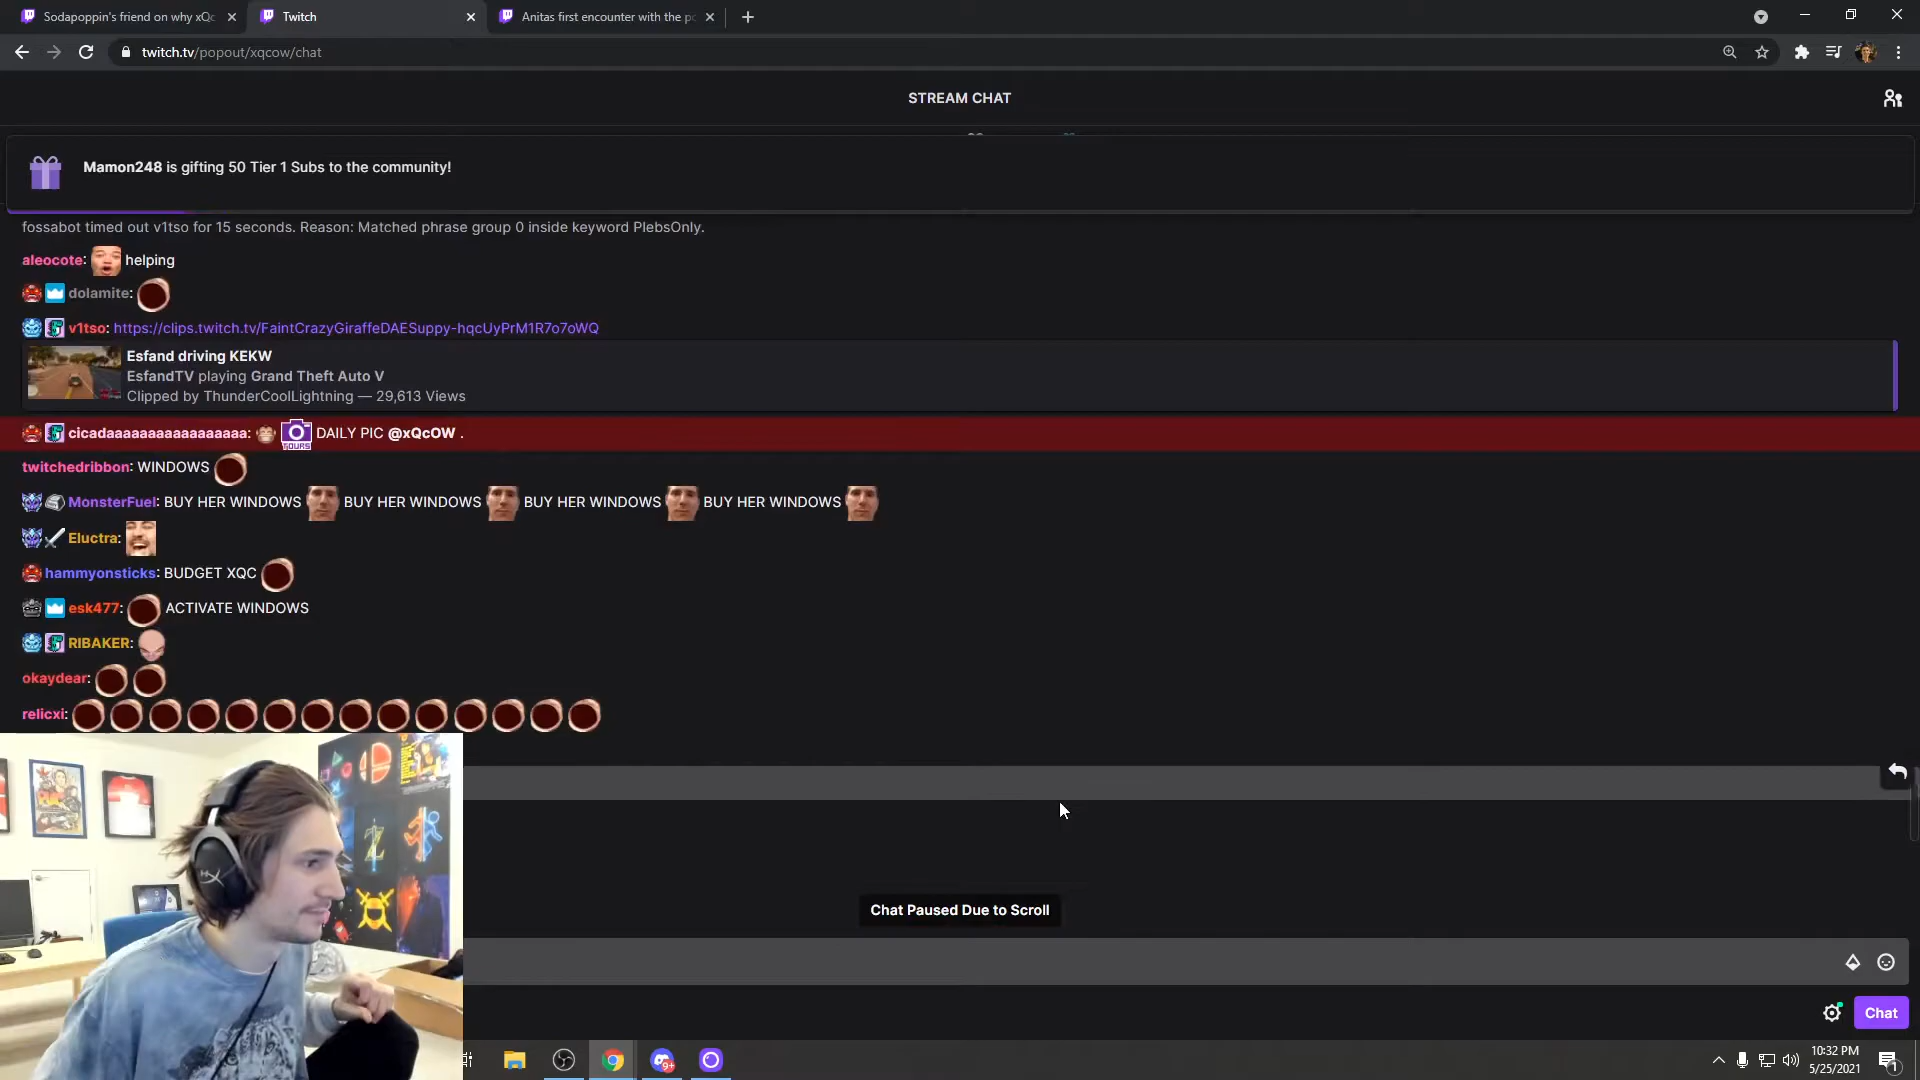 Sodapoppin's friend on why xQc
Twitch
Anitas first encounter with the po
twitch.tv/popout/xqcow/chat
STREAM CHAT
Mamon248 is gifting 50 Tier 1 Subs to the community!
fossabot timed out v1tso for 15 seconds. Reason: Matched phrase group 0 inside keyword PlebsOnly.
aleocote: helping
dolamite:
v1tso: https://clips.twitch.tv/FaintCrazyGiraffeDAESuppy-hqcUyPrM1R7o7oWQ
Esfand driving KEKW
EsfandTV playing Grand Theft Auto V
Clipped by ThunderCoolLightning — 29,613 Views
cicadaaaaaaaaaaaaaaaaa: DAILY PIC @xQcOW .
twitchedribbon: WINDOWS
MonsterFuel: BUY HER WINDOWS BUY HER WINDOWS BUY HER WINDOWS BUY HER WINDOWS
Eluctra:
hammyonsticks: BUDGET XQC
esk477: ACTIVATE WINDOWS
RIBAKER:
okaydear:
relicxi:
Chat Paused Due to Scroll
Chat
9+
10:32 PM
5/25/2021
1